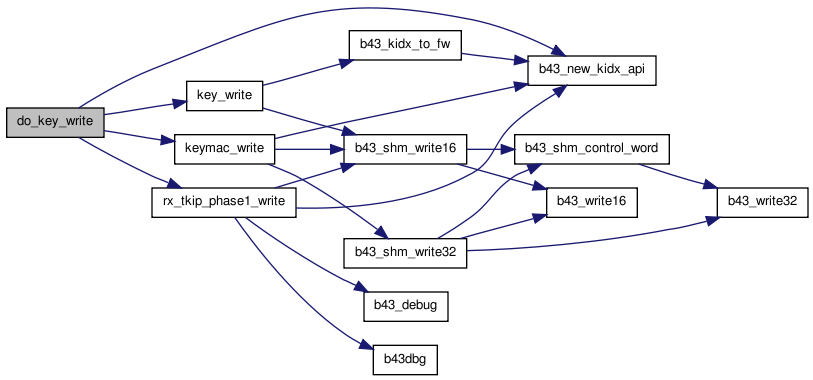 do_key_write
key_write
keymac_write
rx_tkip_phase1_write
b43_kidx_to_fw
b43_shm_write16
b43_shm_write32
b43_debug
b43dbg
b43_new_kidx_api
b43_shm_control_word
b43_write16
b43_write32